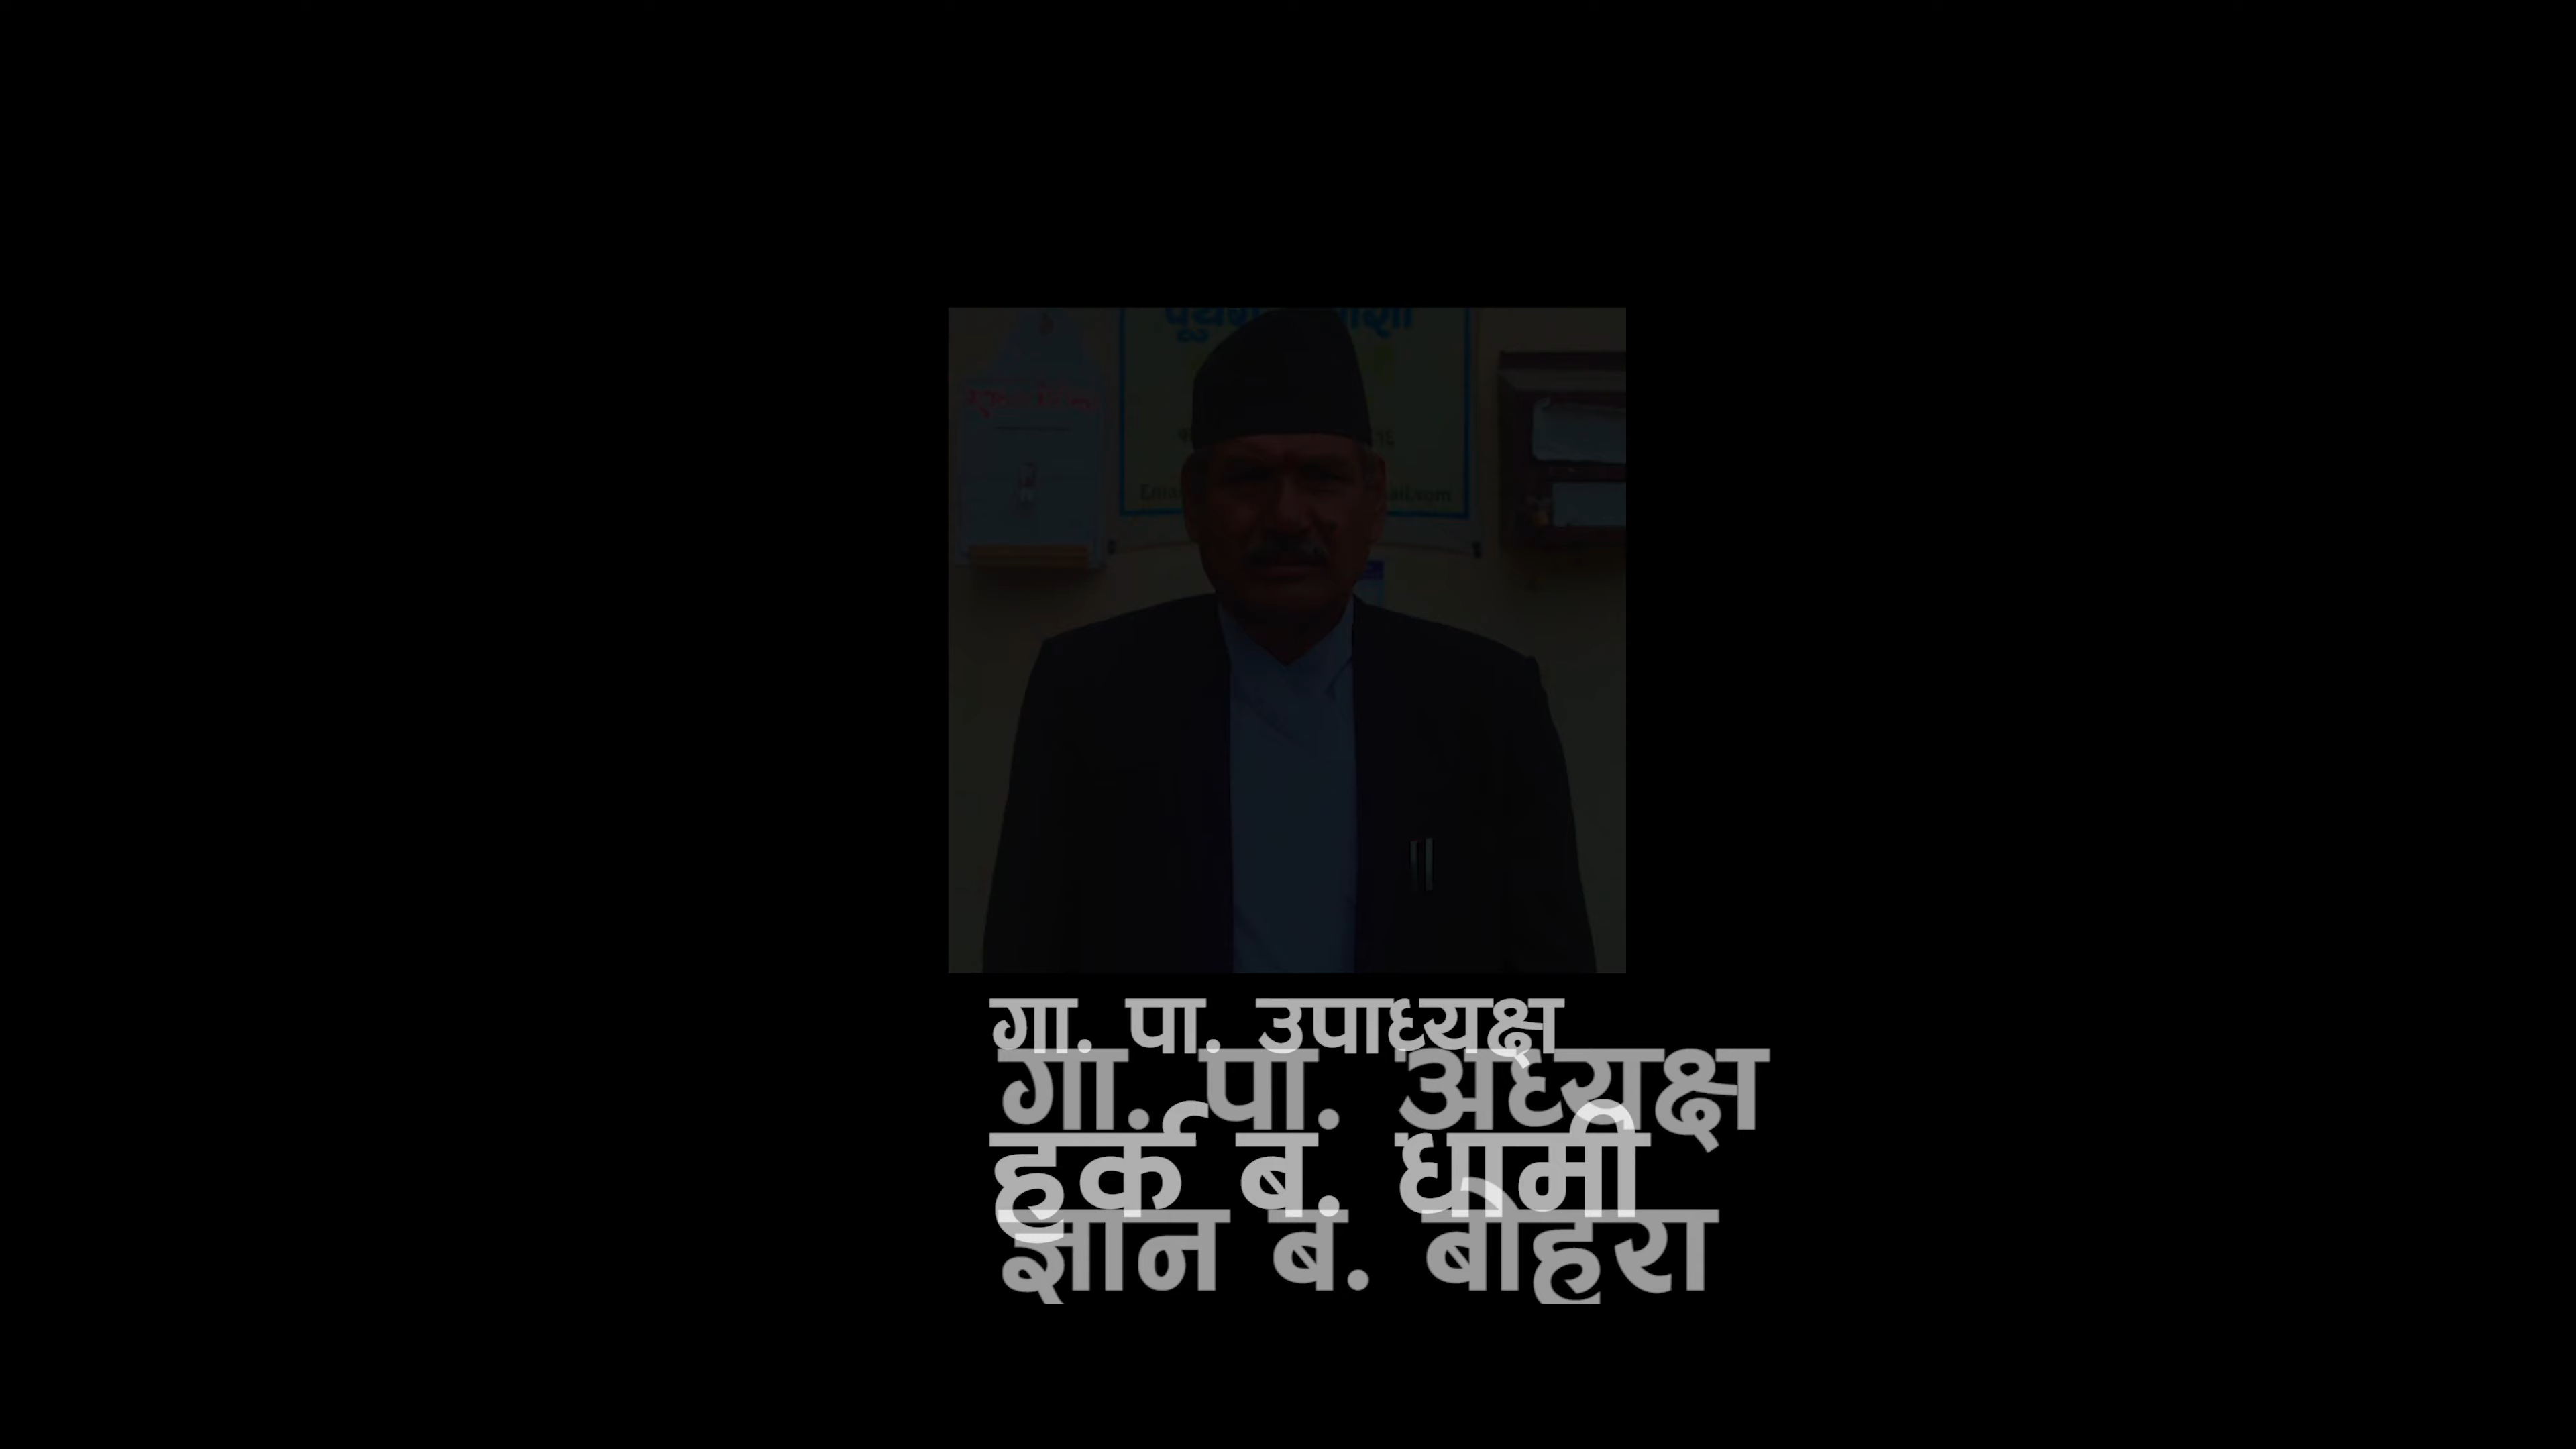 गा. पा. उपाध्यक्ष
गा. पा. अध्यक्ष
हर्क ब. धामी
ज्ञान ब. बोहरा